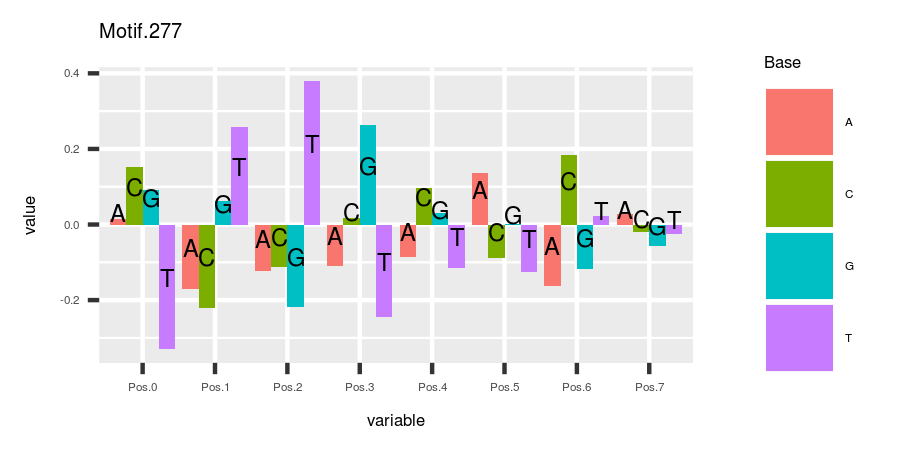 Motif.277
value
0.4
0.2
0.0
-0.2
A C G T A C G T A C G T A C G T A C G T A C G T A C G T A C G T
Pos.0 Pos.1 Pos.2 Pos.3 Pos.4 Pos.5 Pos.6 Pos.7
variable
Base
A
C
G
T